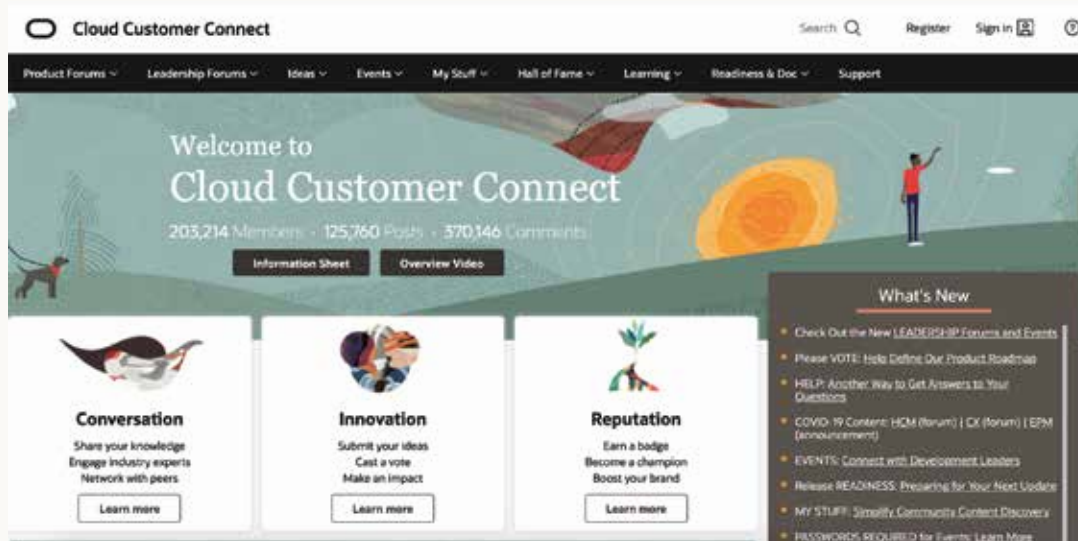 Cloud Customer Connect
Search
Register
Sign in
?
Product Forums
Leadership Forums
Ideas
Events
My Stuff
Hall of Fame
Learning
Readiness & Doc
Support
Welcome to
Cloud Customer Connect
203,214 Members - 125,760 Posts - 370,146 Comments
Information Sheet
Overview Video
Conversation
Share your knowledge
Engage industry experts
Network with peers
Learn more
Innovation
Submit your ideas
Cast a vote
Make an impact
Learn more
Reputation
Earn a badge
Become a champion
Boost your brand
Learn more
What's New
Check Out the New LEADERSHIP Forums and Events
Please VOTE: Help Define Our Product Roadmap
HELP: Another Way to Get Answers to Your
Questions
COVID-19 Content: HCM (forum) | CX (forum) | EPM
(announcement)
EVENTS: Connect with Development Leaders
Release READINESS: Preparing for Your Next Update
MY STUFF: Simplify Community Content Discovery
PASSWORDS REQUIRED for Events: Learn More